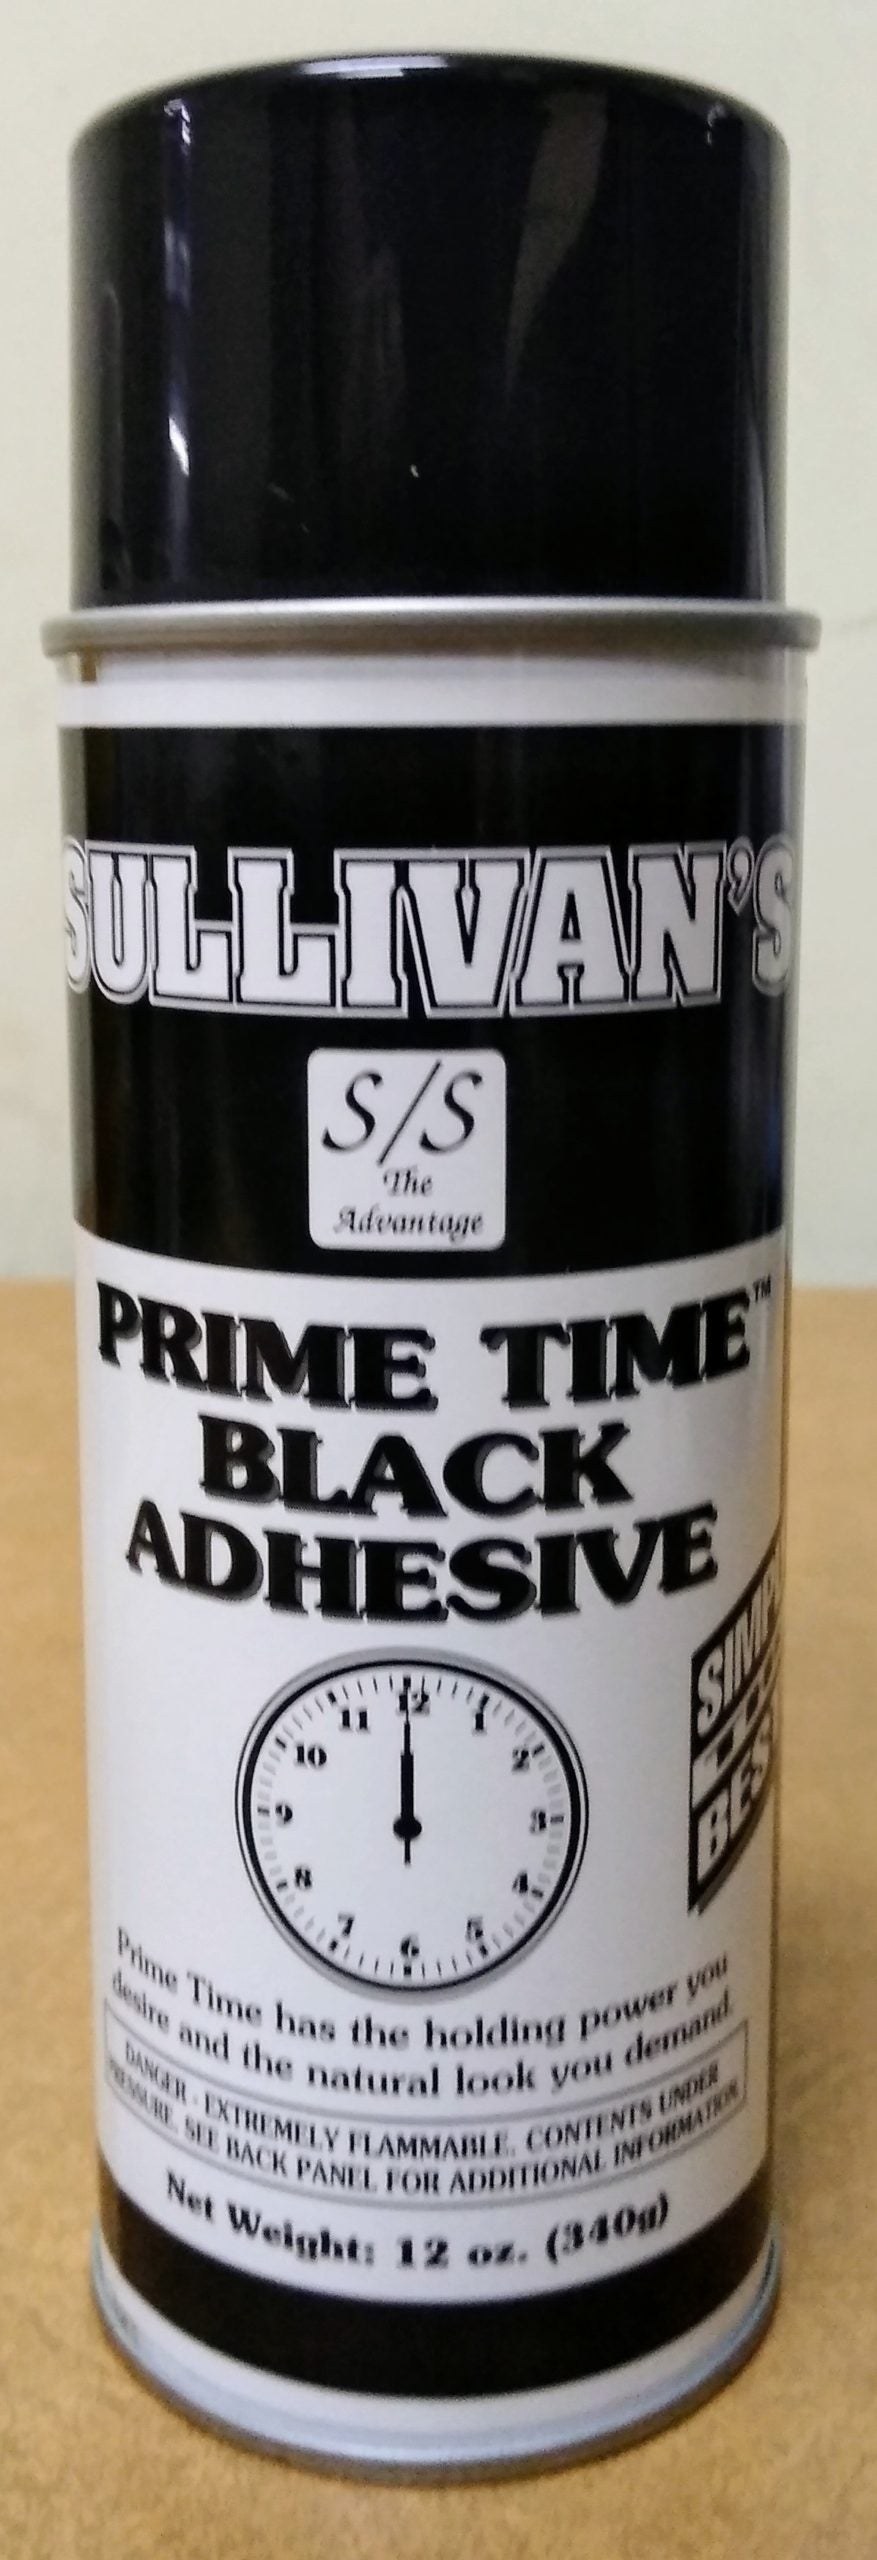 SULLIVAN'S
S/S
The
Advantage
PRIME TIME™
BLACK
ADHESIVE
12
11 1
10 2
9 3
8 4
7 5
6
SIMPL
BES
Prime Time has the holding power you
desire and the natural look you demand.
DANGER - EXTREMELY FLAMMABLE. CONTENTS UNDER
PRESSURE. SEE BACK PANEL FOR ADDITIONAL INFORMATION.
Net Weight: 12 oz. (340g)